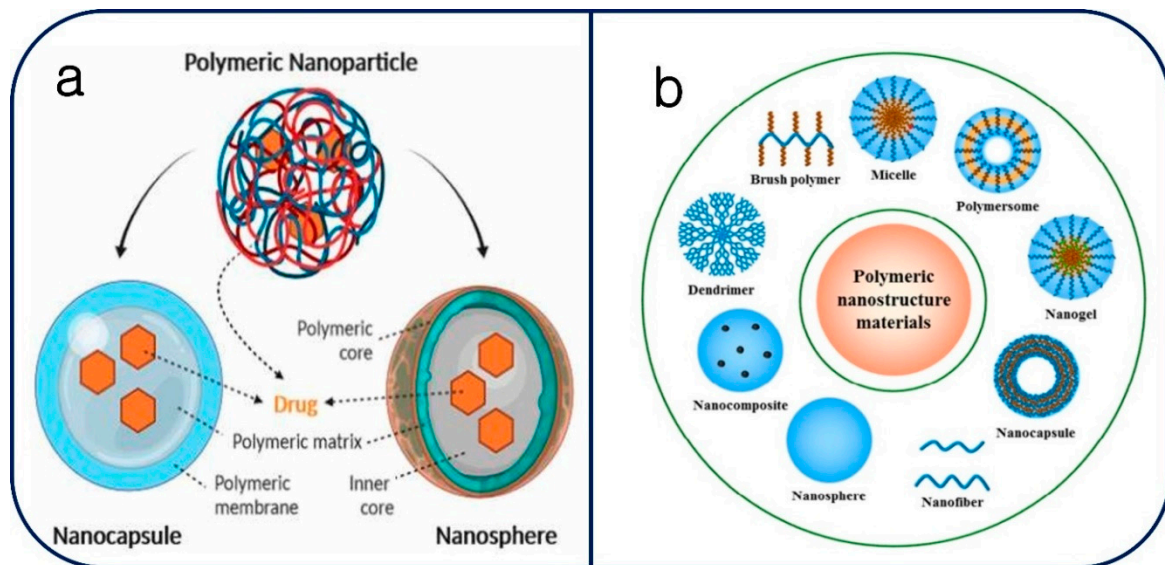 a
Polymeric Nanoparticle
Polymeric
core
Drug
Polymeric matrix
Polymeric
membrane
Inner
core
Nanocapsule
Nanosphere
b
Brush polymer
Micelle
Polymersome
Dendrimer
Polymeric
nanostructure
materials
Nanogel
Nanocomposite
Nanocapsule
Nanosphere
Nanofiber